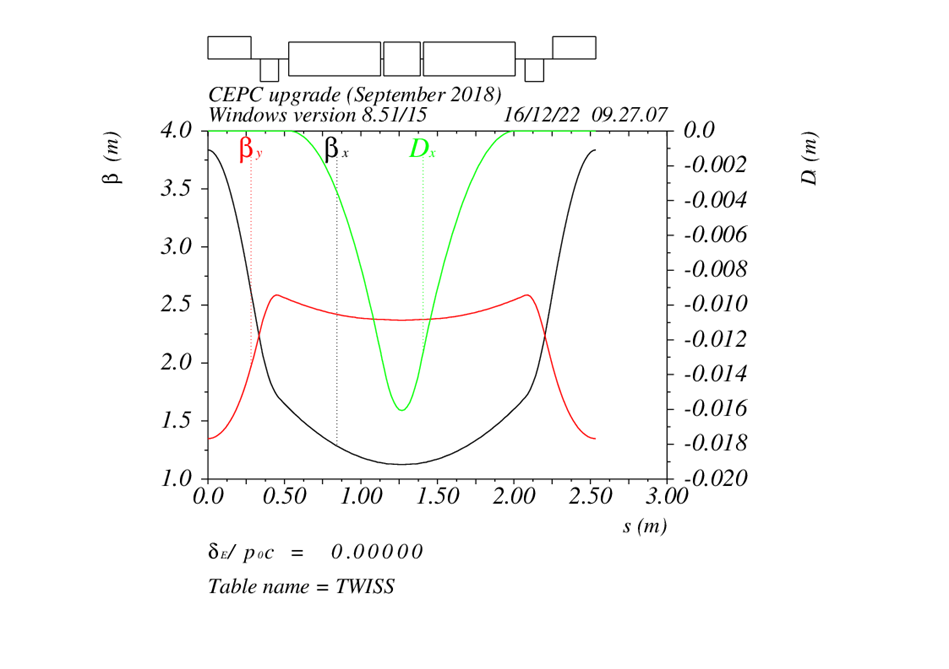 CEPC upgrade (September 2018)
Windows version 8.51/15 16/12/22 09.27.07
β (m)
4.0
3.5
3.0
2.5
2.0
1.5
1.0
βy
βx
Dx
0.0
-0.002
-0.004
-0.006
-0.008
-0.010
-0.012
-0.014
-0.016
-0.018
-0.020
D (m)
0.0 0.50 1.00 1.50 2.00 2.50 3.00
s (m)
δE/ p0c = 0.00000
Table name = TWISS